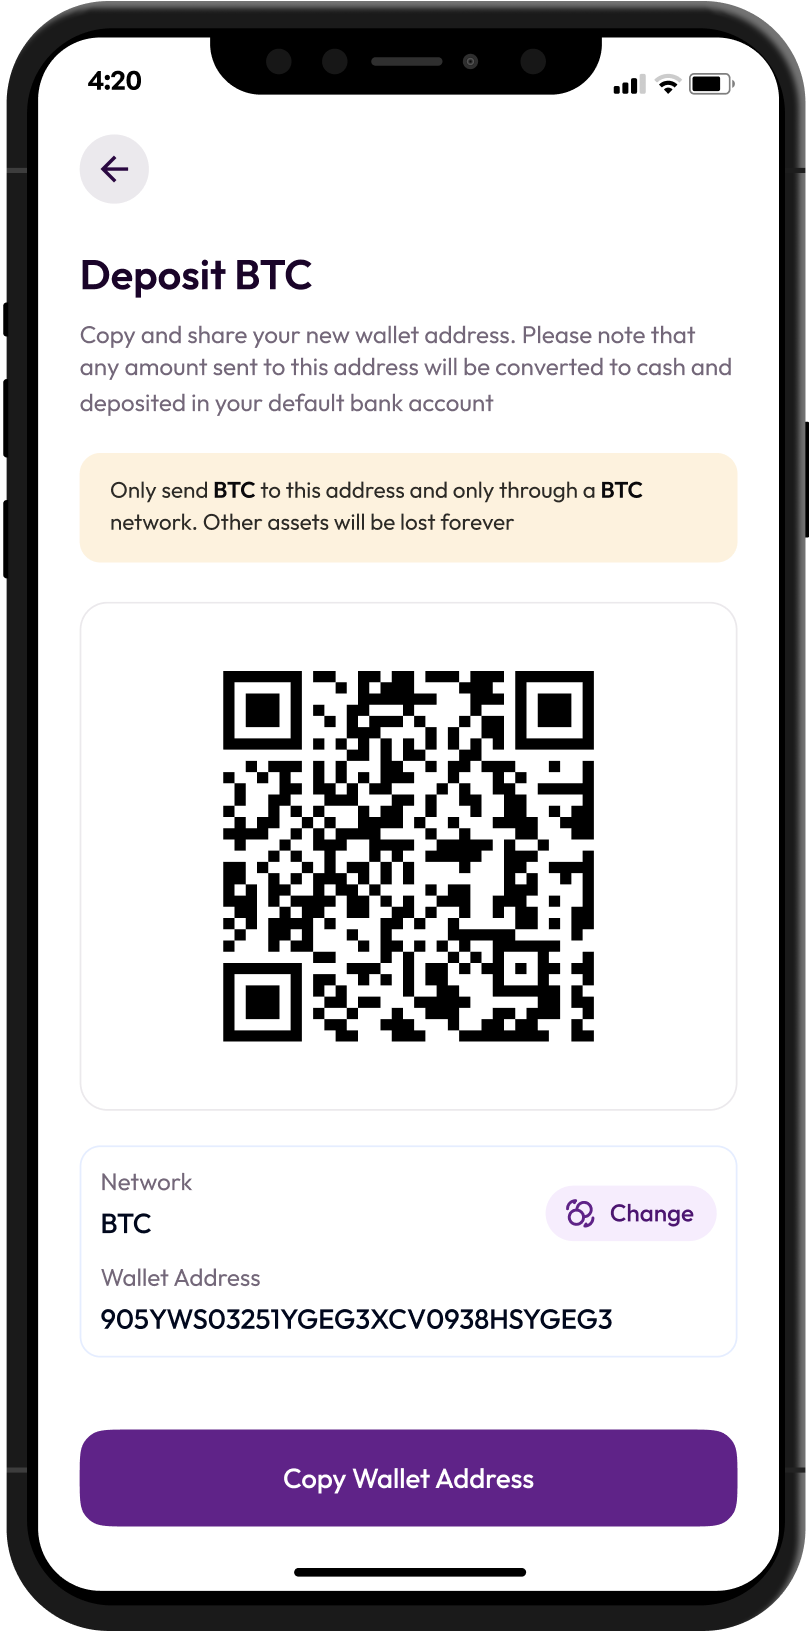 4:20
Deposit BTC
Copy and share your new wallet address. Please note that
any amount sent to this address will be converted to cash and
deposited in your default bank account
Only send BTC to this address and only through a BTC
network. Other assets will be lost forever
Network
BTC
Change
Wallet Address
905YWS03251YGEG3XCV0938HSYGEG3
Copy Wallet Address